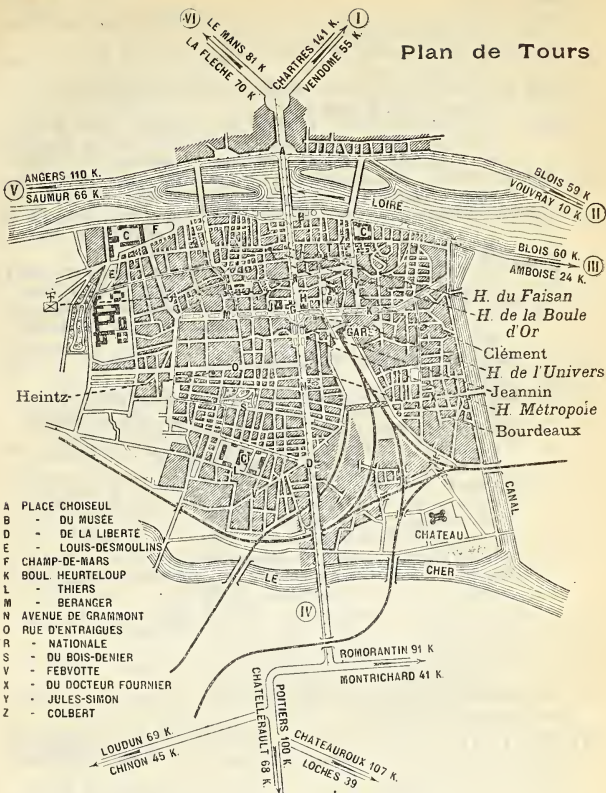 Plan de Tours
VI
I
LE MANS 81 K.
LA FLÈCHE 70 K
CHARTRES 141 K.
VENDOME 55 K.
V
ANGERS 110 K.
SAUMUR 66 K.
BLOIS 59 K
VOUVRAY 10 K.
II
LOIRE
BLOIS 60 K.
AMBOISE 24 K.
III
A
B
C
F
E
T
R
H
P
G
M
K
GARE
O
N
C
D
H. du Faisan
H. de la Boule
d'Or
Clément
H. de l'Univers
Jeannin
H. Métropole
Bourdeaux
Heintz
CANAL
CHATEAU
LE
CHER
A PLACE CHOISEUL
B - DU MUSÉE
D - DE LA LIBERTÉ
E - LOUIS-DESMOULINS
F CHAMP-DE-MARS
K BOUL. HEURTELOUP
L - THIERS
M - BERANGER
N AVENUE DE GRAMMONT
O RUE D'ENTRAIGUES
R - NATIONALE
S - DU BOIS-DENIER
V - FEBVOTTE
X - DU DOCTEUR FOURNIER
Y - JULES-SIMON
Z - COLBERT
IV
ROMORANTIN 91 K
MONTRICHARD 41 K.
LOUDUN 69 K.
CHINON 45 K.
CHATELLERAULT 68 K.
POITIERS 100 K.
CHATEAUROUX 107 K.
LOCHES 39